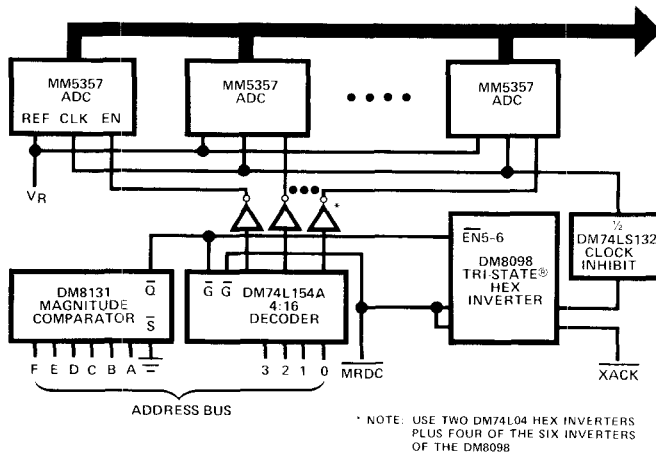 MM5357
ADC
REF CLK EN
MM5357
ADC
MM5357
ADC
VR
*
½
DM74LS132
CLOCK
INHIBIT
EN5-6
DM8098
TRI-STATE®
HEX
INVERTER
DM8131
MAGNITUDE
COMPARATOR
Q
S
G G
DM74L154A
4:16
DECODER
F E D C B A
3 2 1 0
MRDC
XACK
ADDRESS BUS
* NOTE: USE TWO DM74L04 HEX INVERTERS
PLUS FOUR OF THE SIX INVERTERS
OF THE DM8098